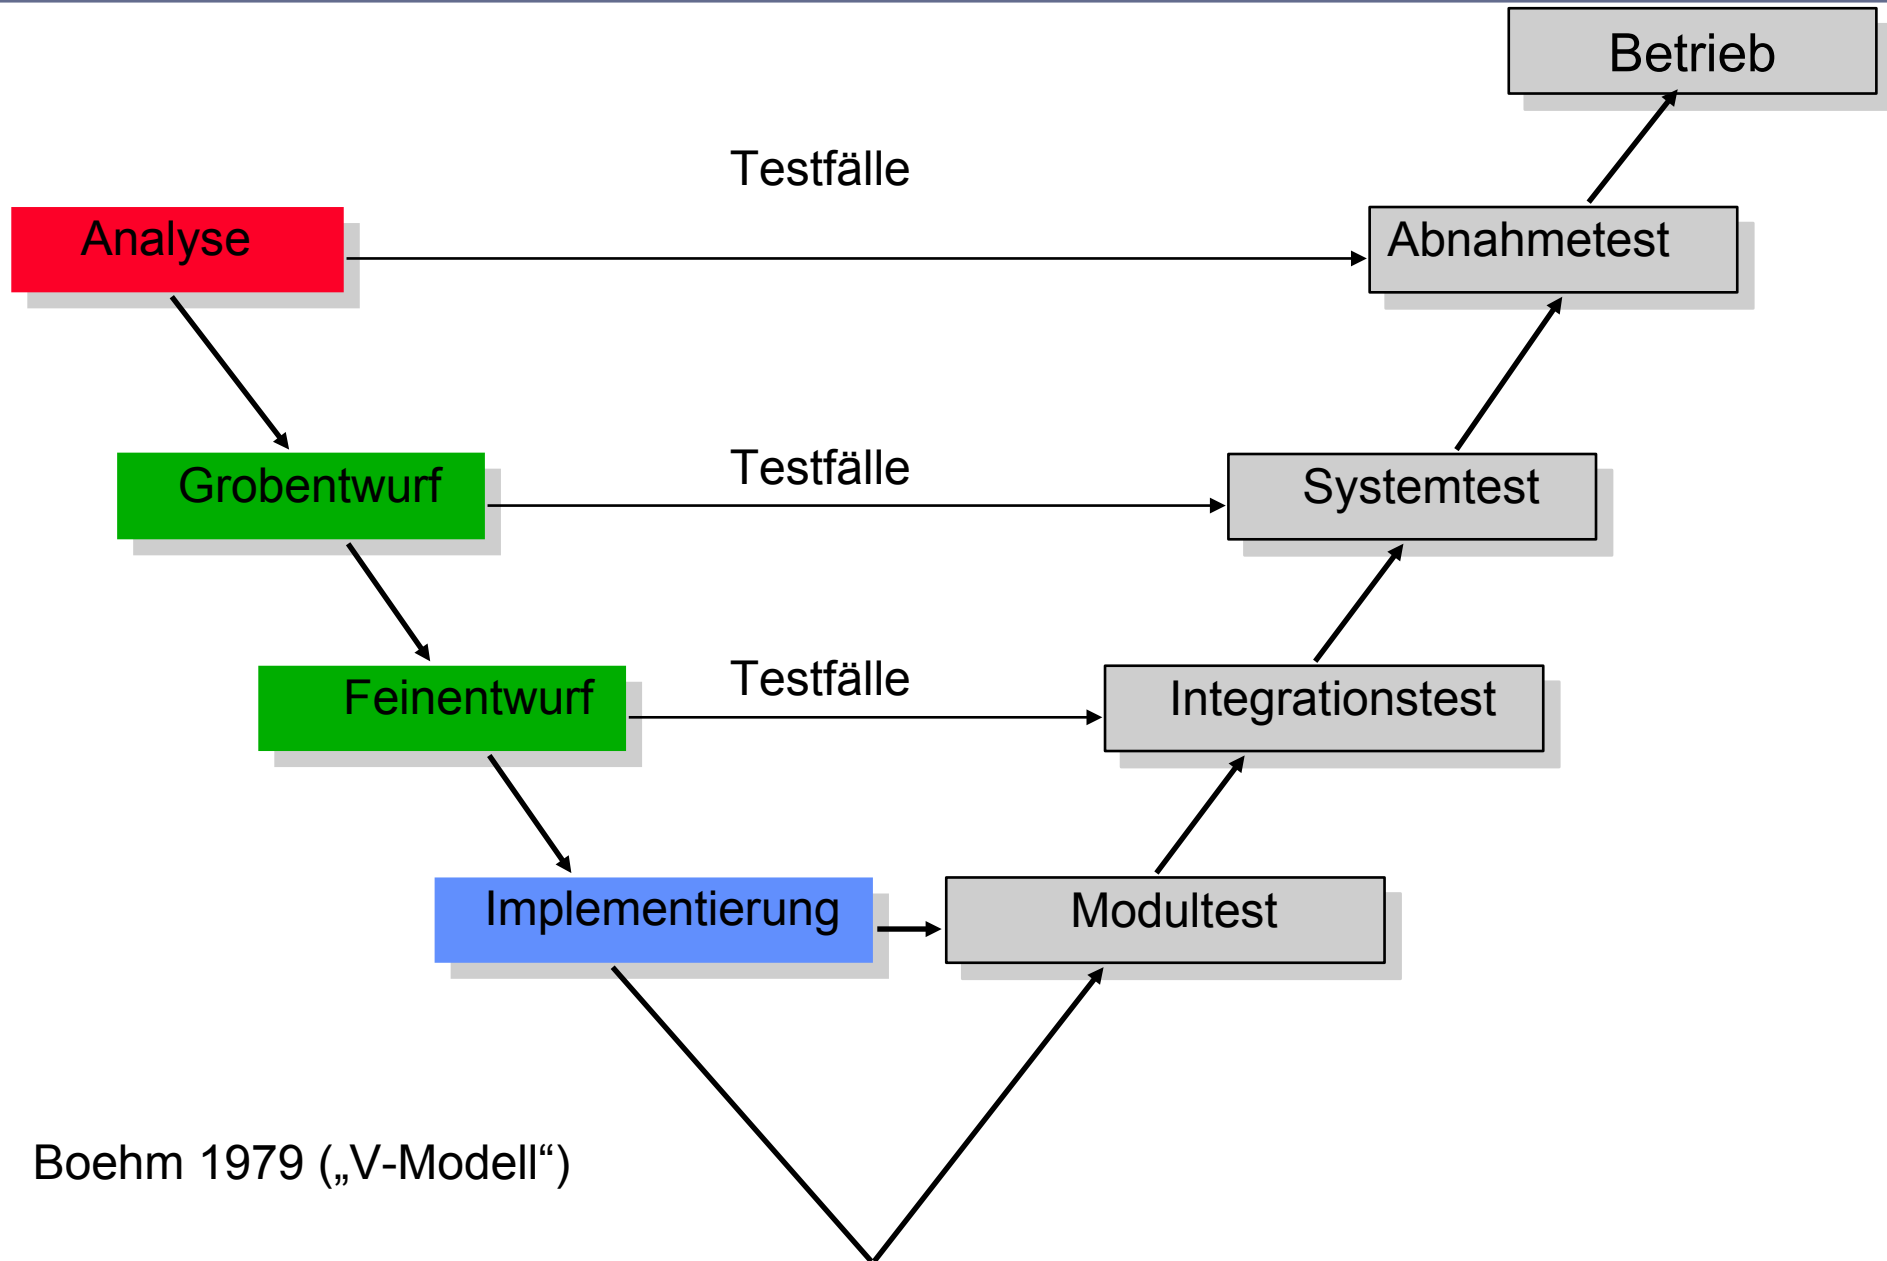 Betrieb
Testfälle
Analyse
Abnahmetest
Testfälle
Grobentwurf
Systemtest
Testfälle
Feinentwurf
Integrationstest
Implementierung
Modultest
Boehm 1979 („V-Modell“)